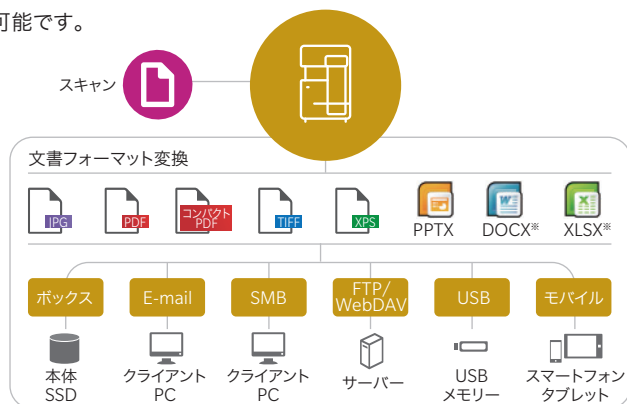 可能です。
スキャン
文書フォーマット変換
JPG
PDF
コンパクト
PDF
TIFF
XPS
PPTX
DOCX※
XLSX※
ボックス
E-mail
SMB
FTP/
WebDAV
USB
モバイル
本体
SSD
クライアント
PC
クライアント
PC
サーバー
USB
メモリー
スマートフォン
タブレット